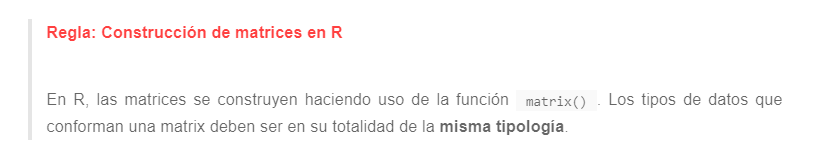 Regla: Construcción de matrices en R
En R, las matrices se construyen haciendo uso de la función matrix() . Los tipos de datos que
conforman una matrix deben ser en su totalidad de la misma tipología.